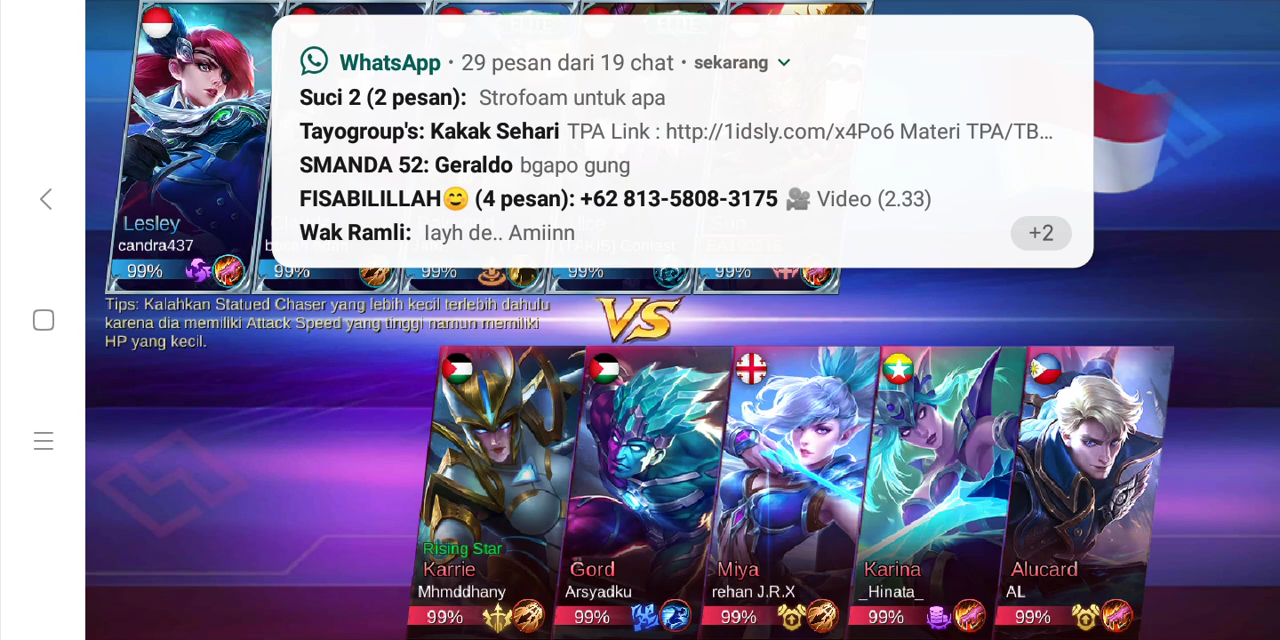 WhatsApp · 29 pesan dari 19 chat · sekarang
Suci 2 (2 pesan): Strofoam untuk apa
Tayogroup's: Kakak Sehari TPA Link : http://1idsly.com/x4Po6 Materi TPA/TB...
SMANDA 52: Geraldo bgapo gung
FISABILILLAH😊 (4 pesan): +62 813-5808-3175 🎥 Video (2.33)
Wak Ramli: Iayh de.. Amiinn
+2
Lesley
candra437
99% 99% 99% 99% 99%
Tips: Kalahkan Statued Chaser yang lebih kecil terlebih dahulu
karena dia memiliki Attack Speed yang tinggi namun memiliki
HP yang kecil.
VS
Rising Star
Karrie Gord Miya Karina Alucard
Mhmddhany Arsyadku rehan J.R.X _Hinata_ AL
99% 99% 99% 99% 99%